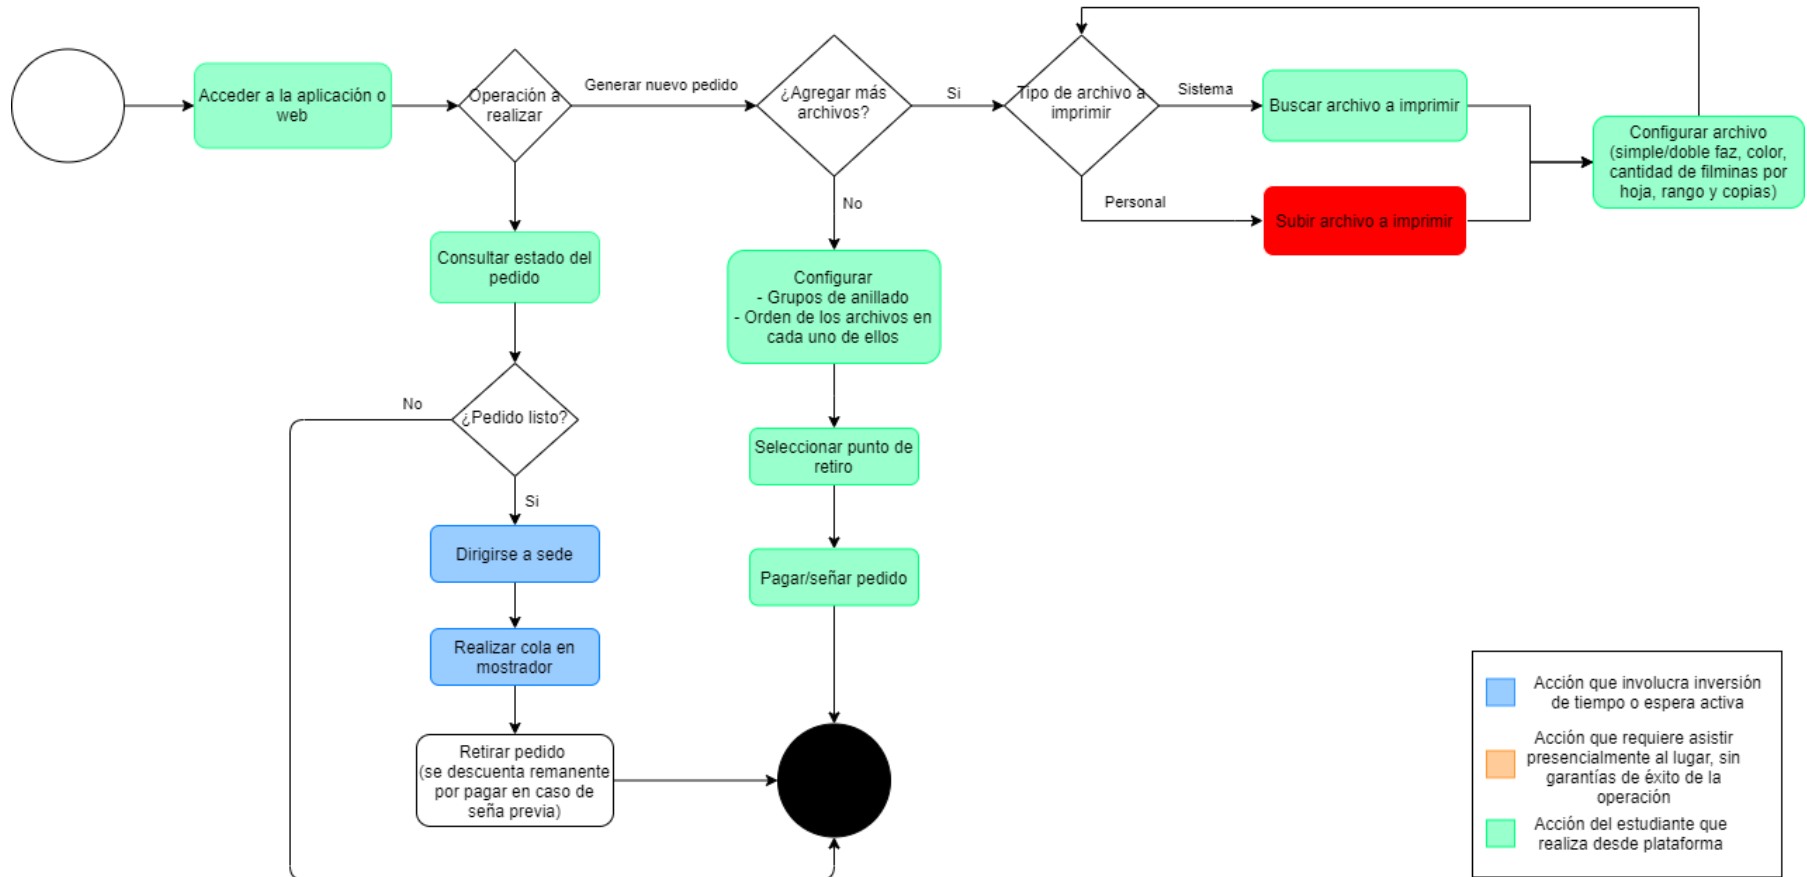 Acceder a la aplicación o
web
Operación a
realizar
Generar nuevo pedido
¿Agregar más
archivos?
Si
Tipo de archivo a
imprimir
Sistema
Buscar archivo a imprimir
Configurar archivo
(simple/doble faz, color,
cantidad de filminas por
hoja, rango y copias)
Personal
Subir archivo a imprimir
No
Consultar estado del
pedido
Configurar
- Grupos de anillado
- Orden de los archivos en
cada uno de ellos
No
¿Pedido listo?
Seleccionar punto de
retiro
Si
Dirigirse a sede
Pagar/señar pedido
Realizar cola en
mostrador
Retirar pedido
(se descuenta remanente
por pagar en caso de
seña previa)
Acción que involucra inversión
de tiempo o espera activa
Acción que requiere asistir
presencialmente al lugar, sin
garantías de éxito de la
operación
Acción del estudiante que
realiza desde plataforma